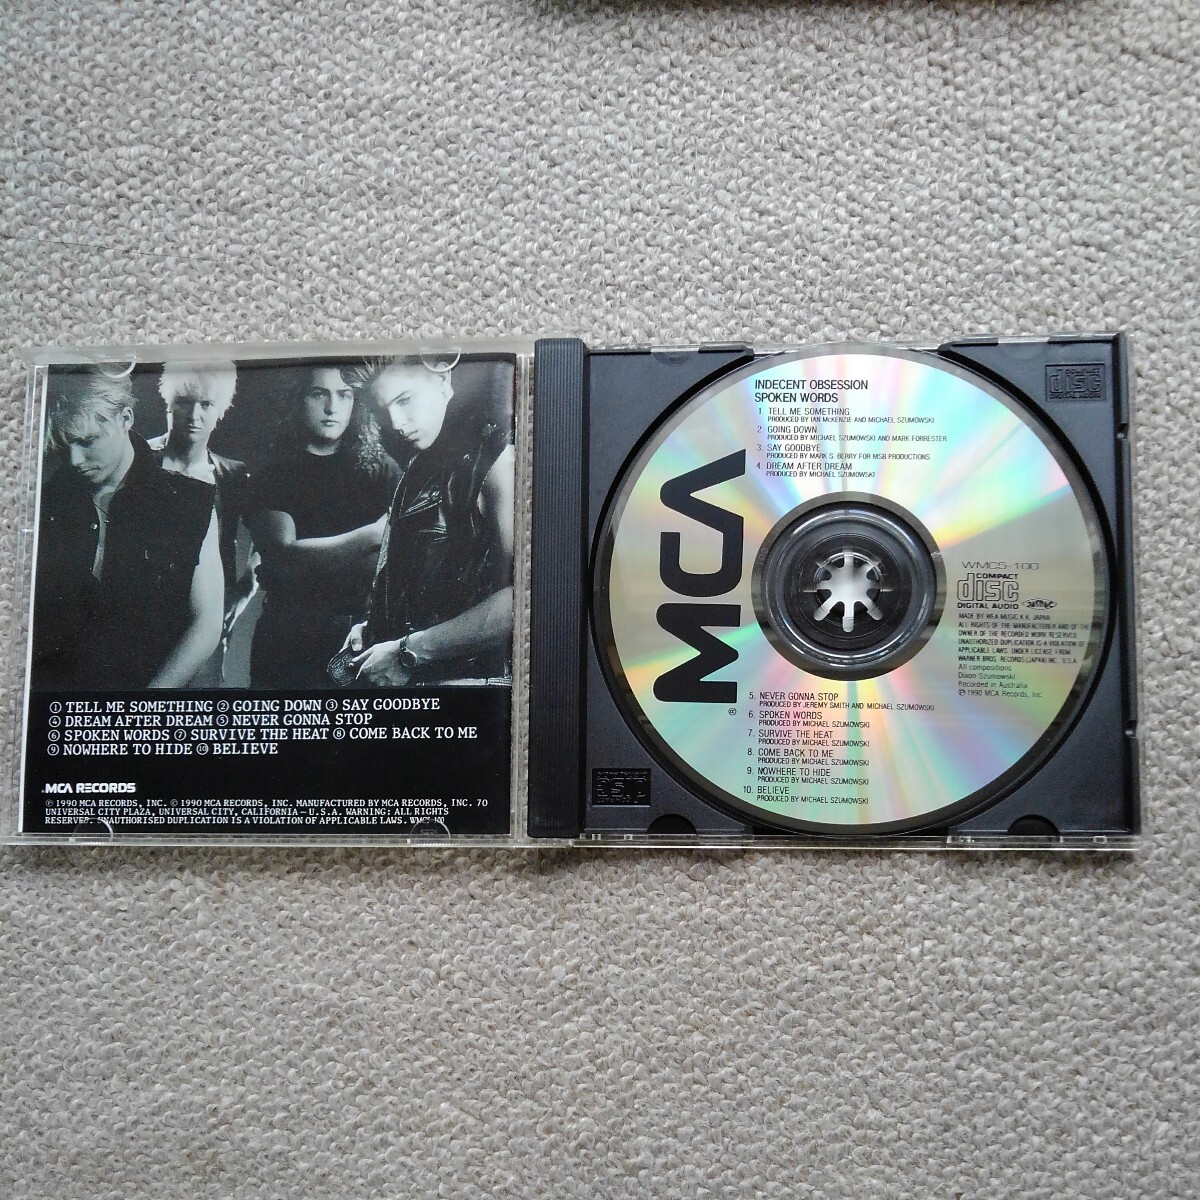 ① TELL ME SOMETHING ② GOING DOWN ③ SAY GOODBYE
④ DREAM AFTER DREAM ⑤ NEVER GONNA STOP
⑥ SPOKEN WORDS ⑦ SURVIVE THE HEAT ⑧ COME BACK TO ME
⑨ NOWHERE TO HIDE ⑩ BELIEVE
MCA RECORDS
℗ 1990 MCA RECORDS, INC. © 1990 MCA RECORDS, INC. MANUFACTURED BY MCA RECORDS, INC. 70
UNIVERSAL CITY PLAZA, UNIVERSAL CITY, CALIFORNIA – U.S.A. WARNING: ALL RIGHTS
RESERVED. UNAUTHORISED DUPLICATION IS A VIOLATION OF APPLICABLE LAWS.
INDECENT OBSESSION
SPOKEN WORDS
1. TELL ME SOMETHING
PRODUCED BY IAN McKENZIE AND MICHAEL SZUMOWSKI
2. GOING DOWN
PRODUCED BY MICHAEL SZUMOWSKI AND MARK FORRESTER
3. SAY GOODBYE
PRODUCED BY MARK S. BERRY FOR MSB PRODUCTIONS
4. DREAM AFTER DREAM
PRODUCED BY MICHAEL SZUMOWSKI
MCA®
WMC5-100
COMPACT
disc
DIGITAL AUDIO
JASRAC
MADE BY WEA MUSIC K.K. JAPAN
ALL RIGHTS OF THE MANUFACTURER AND OF THE
OWNER OF THE RECORDED WORK RESERVED.
UNAUTHORIZED DUPLICATION IS A VIOLATION OF
APPLICABLE LAWS. UNDER LICENSE FROM
WARNER BROS. RECORDS (JAPAN) INC., U.S.A.
All compositions
Dixon-Szumowski
Recorded in Australia
℗1990 MCA Records, Inc.
5. NEVER GONNA STOP
PRODUCED BY JEREMY SMITH AND MICHAEL SZUMOWSKI
6. SPOKEN WORDS
PRODUCED BY MICHAEL SZUMOWSKI
7. SURVIVE THE HEAT
PRODUCED BY MICHAEL SZUMOWSKI
8. COME BACK TO ME
PRODUCED BY MICHAEL SZUMOWSKI
9. NOWHERE TO HIDE
PRODUCED BY MICHAEL SZUMOWSKI
10. BELIEVE
PRODUCED BY MICHAEL SZUMOWSKI
COMPACT
disc
DIGITAL AUDIO